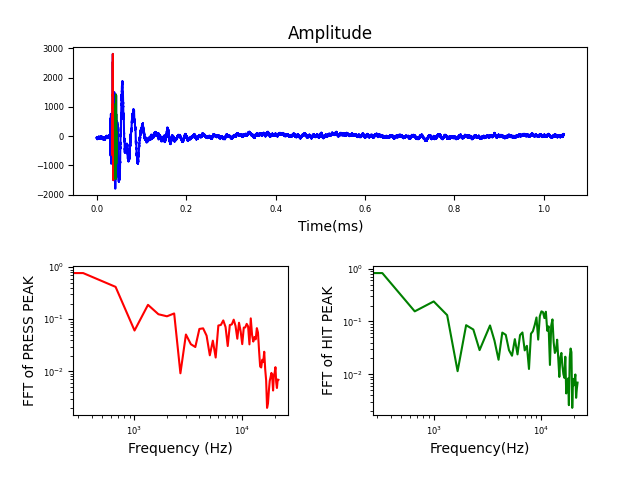 Amplitude
3000
2000
1000
0
−1000
−2000
0.0 0.2 0.4 0.6 0.8 1.0
Time(ms)
FFT of PRESS PEAK
10⁰
10⁻¹
10⁻²
10³ 10⁴
Frequency (Hz)
FFT of HIT PEAK
10⁰
10⁻¹
10⁻²
10³ 10⁴
Frequency(Hz)